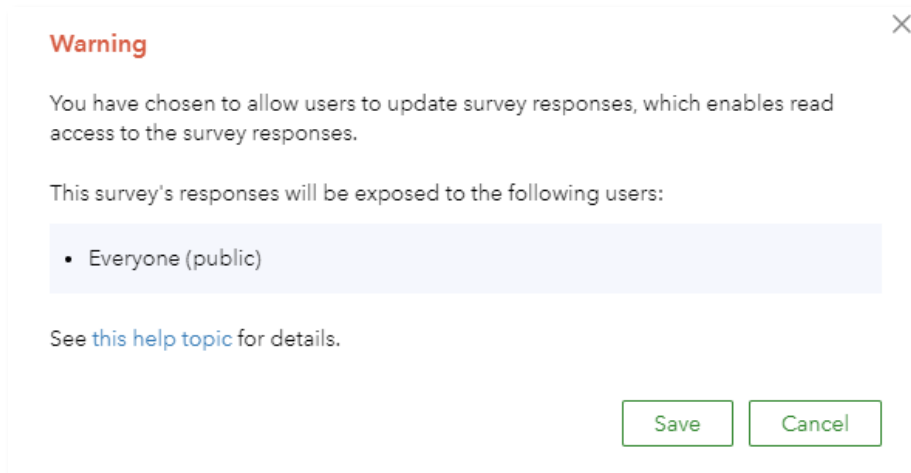 Warning
You have chosen to allow users to update survey responses, which enables read
access to the survey responses.
This survey's responses will be exposed to the following users:
• Everyone (public)
See this help topic for details.
Save
Cancel